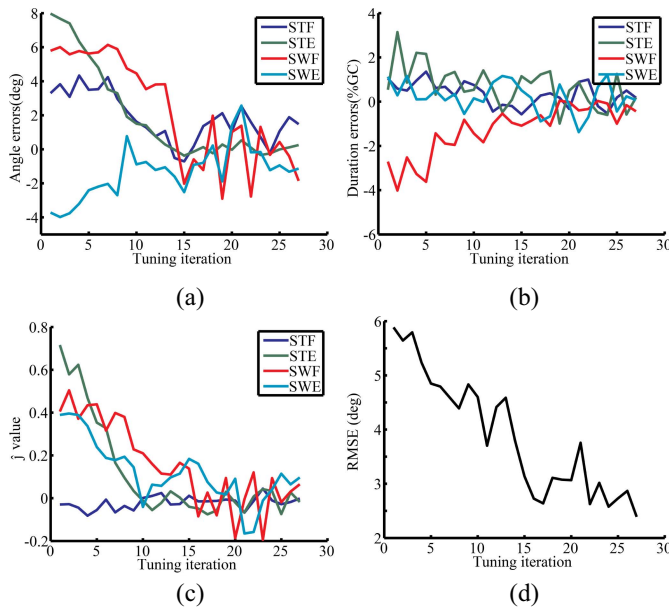 STF
STE
SWF
SWE
8
6
4
2
0
-2
-4
Angle errors(deg)
0 5 10 15 20 25 30
Tuning iteration
(a)
STF
STE
SWF
SWE
4
2
0
-2
-4
-6
Duration errors(%GC)
0 5 10 15 20 25 30
Tuning iteration
(b)
STF
STE
SWF
SWE
0.8
0.6
0.4
0.2
0
-0.2
ĵ value
0 5 10 15 20 25 30
Tuning iteration
(c)
6
5
4
3
2
RMSE (deg)
0 5 10 15 20 25 30
Tuning iteration
(d)